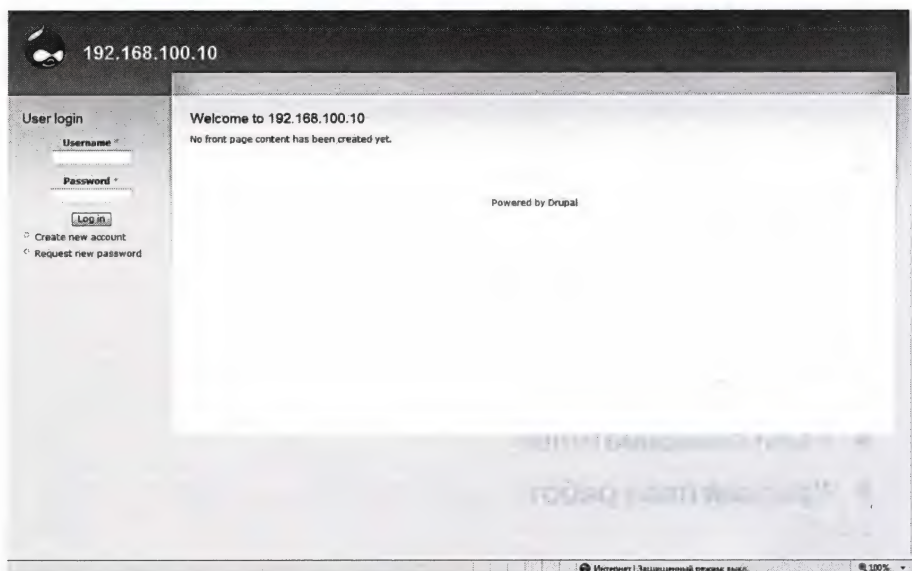 192.168.100.10
User login
Username *
Password *
Log in
Create new account
Request new password
Welcome to 192.168.100.10
No front page content has been created yet.
Powered by Drupal
Интернет | Защищенный режим: выкл.
100%